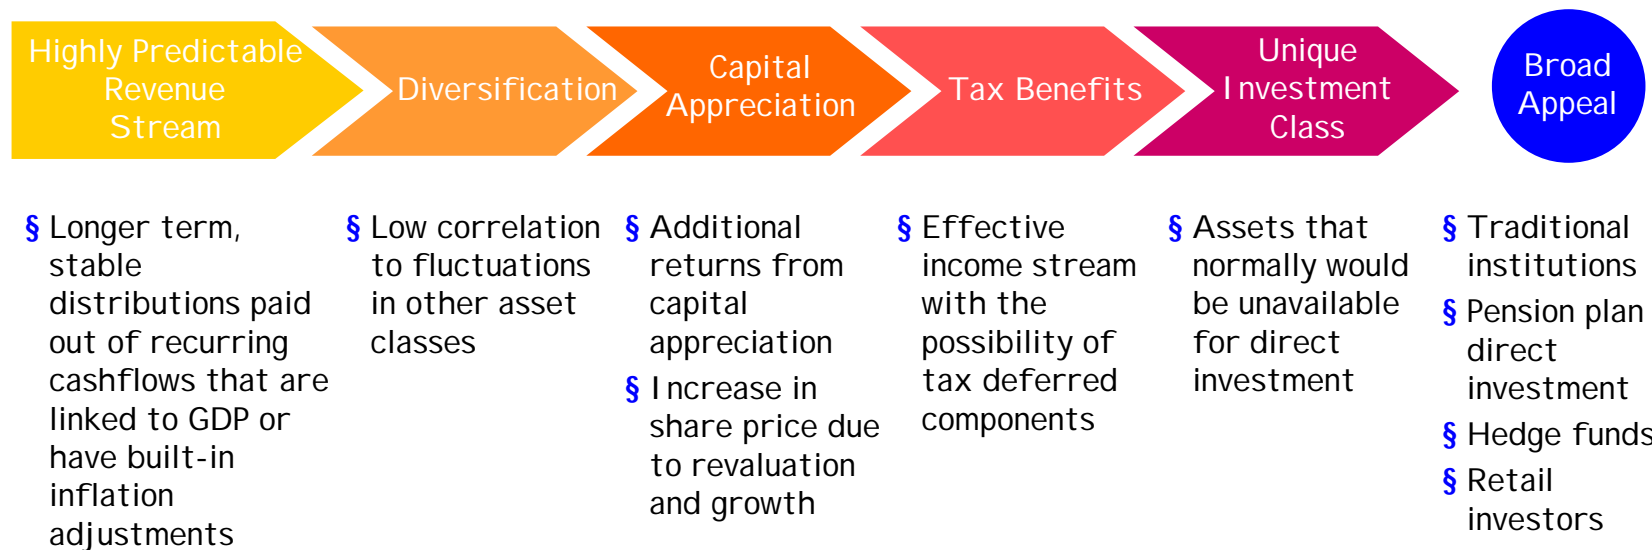 Highly Predictable
Revenue
Stream
Diversification
Capital
Appreciation
Tax Benefits
Unique
Investment
Class
Broad
Appeal
§ Longer term,
stable
distributions paid
out of recurring
cashflows that are
linked to GDP or
have built-in
inflation
adjustments
§ Low correlation
to fluctuations
in other asset
classes
§ Additional
returns from
capital
appreciation
§ Increase in
share price due
to revaluation
and growth
§ Effective
income stream
with the
possibility of
tax deferred
components
§ Assets that
normally would
be unavailable
for direct
investment
§ Traditional
institutions
§ Pension plan
direct
investment
§ Hedge funds
§ Retail
investors